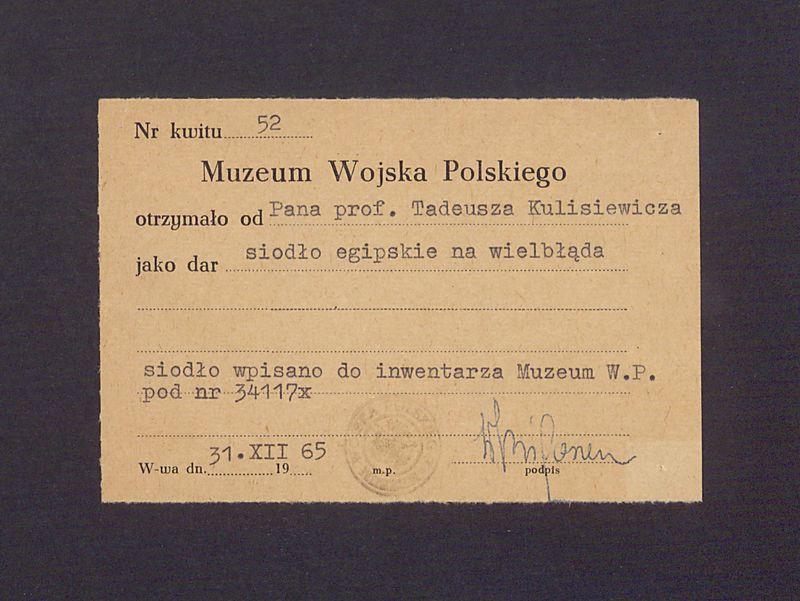 Nr kwitu 52
Muzeum Wojska Polskiego
otrzymało od Pana prof. Tadeusza Kulisiewicza
jako dar siodło egipskie na wielbłąda
siodło wpisano do inwentarza Muzeum W.P.
pod nr 34117x
W-wa dn. 31.XII 19 65
m.p.
podpis